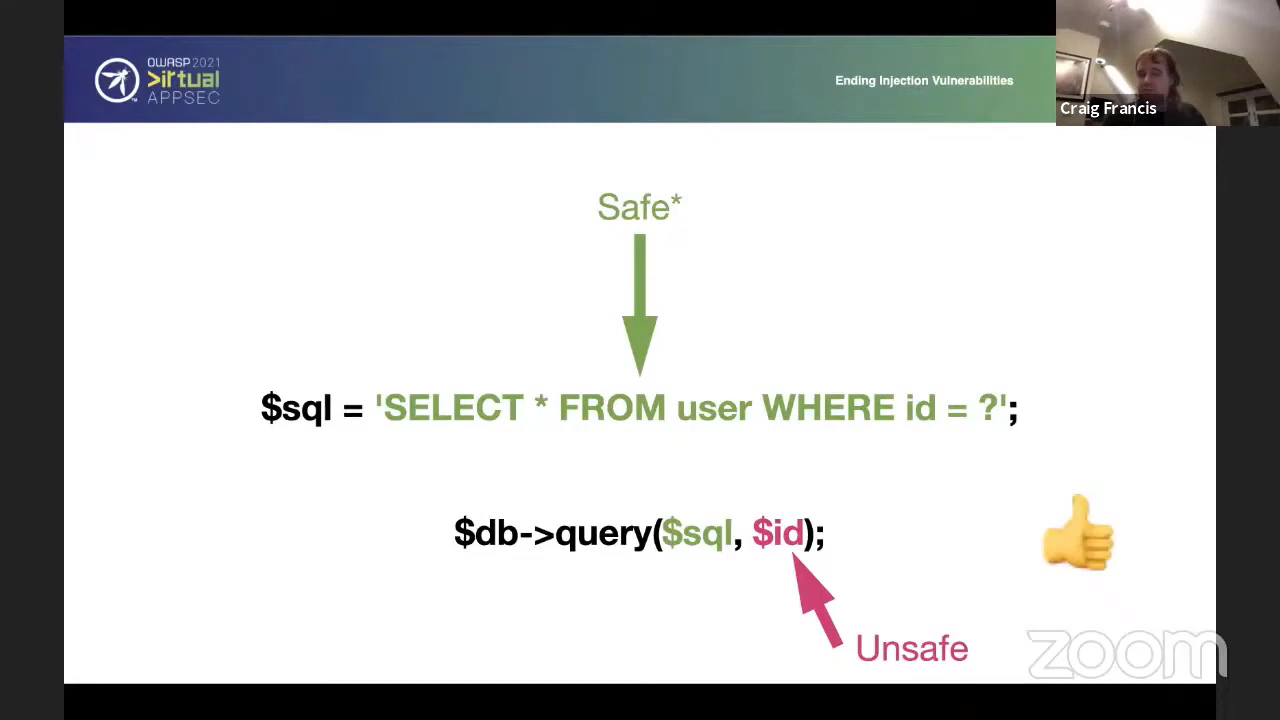 OWASP 2021
>irtual
APPSEC
Ending Injection Vulnerabilities
Craig Francis
Safe*
$sql = 'SELECT * FROM user WHERE id = ?';
$db->query($sql, $id);
Unsafe
zoom